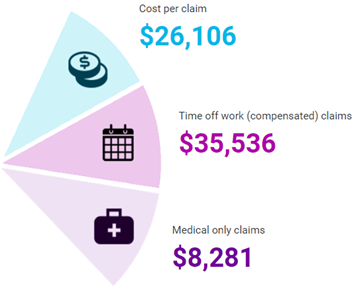 Cost per claim
$26,106
Time off work (compensated) claims
$35,536
Medical only claims
$8,281